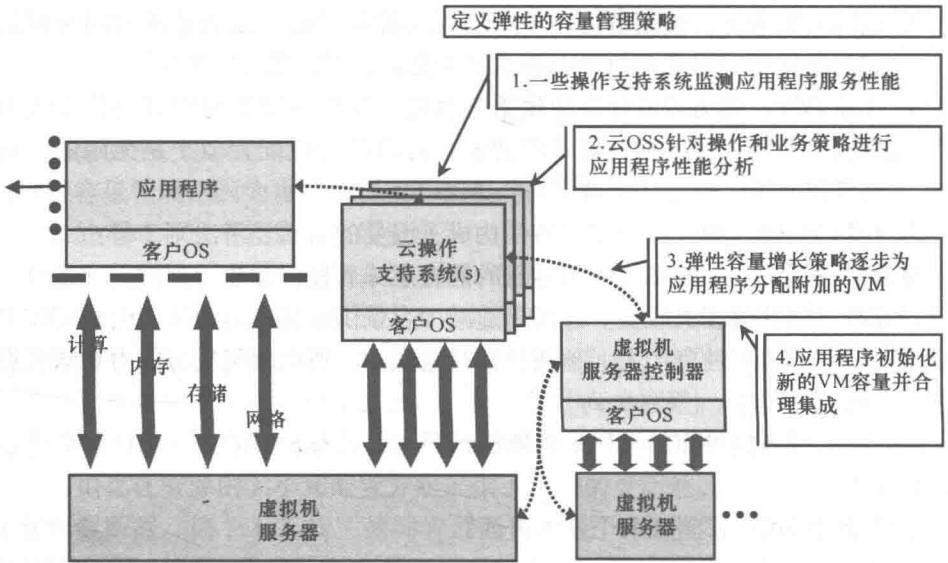 定义弹性的容量管理策略
1.一些操作支持系统监测应用程序服务性能
2.云OSS针对操作和业务策略进行
应用程序性能分析
应用程序
客户OS
云操作
支持系统(s)
客户OS
3.弹性容量增长策略逐步为
应用程序分配附加的VM
计算
内存
存储
网络
虚拟机
服务器控制器
客户OS
4.应用程序初始化
新的VM容量并合
理集成
虚拟机
服务器
虚拟机
服务器